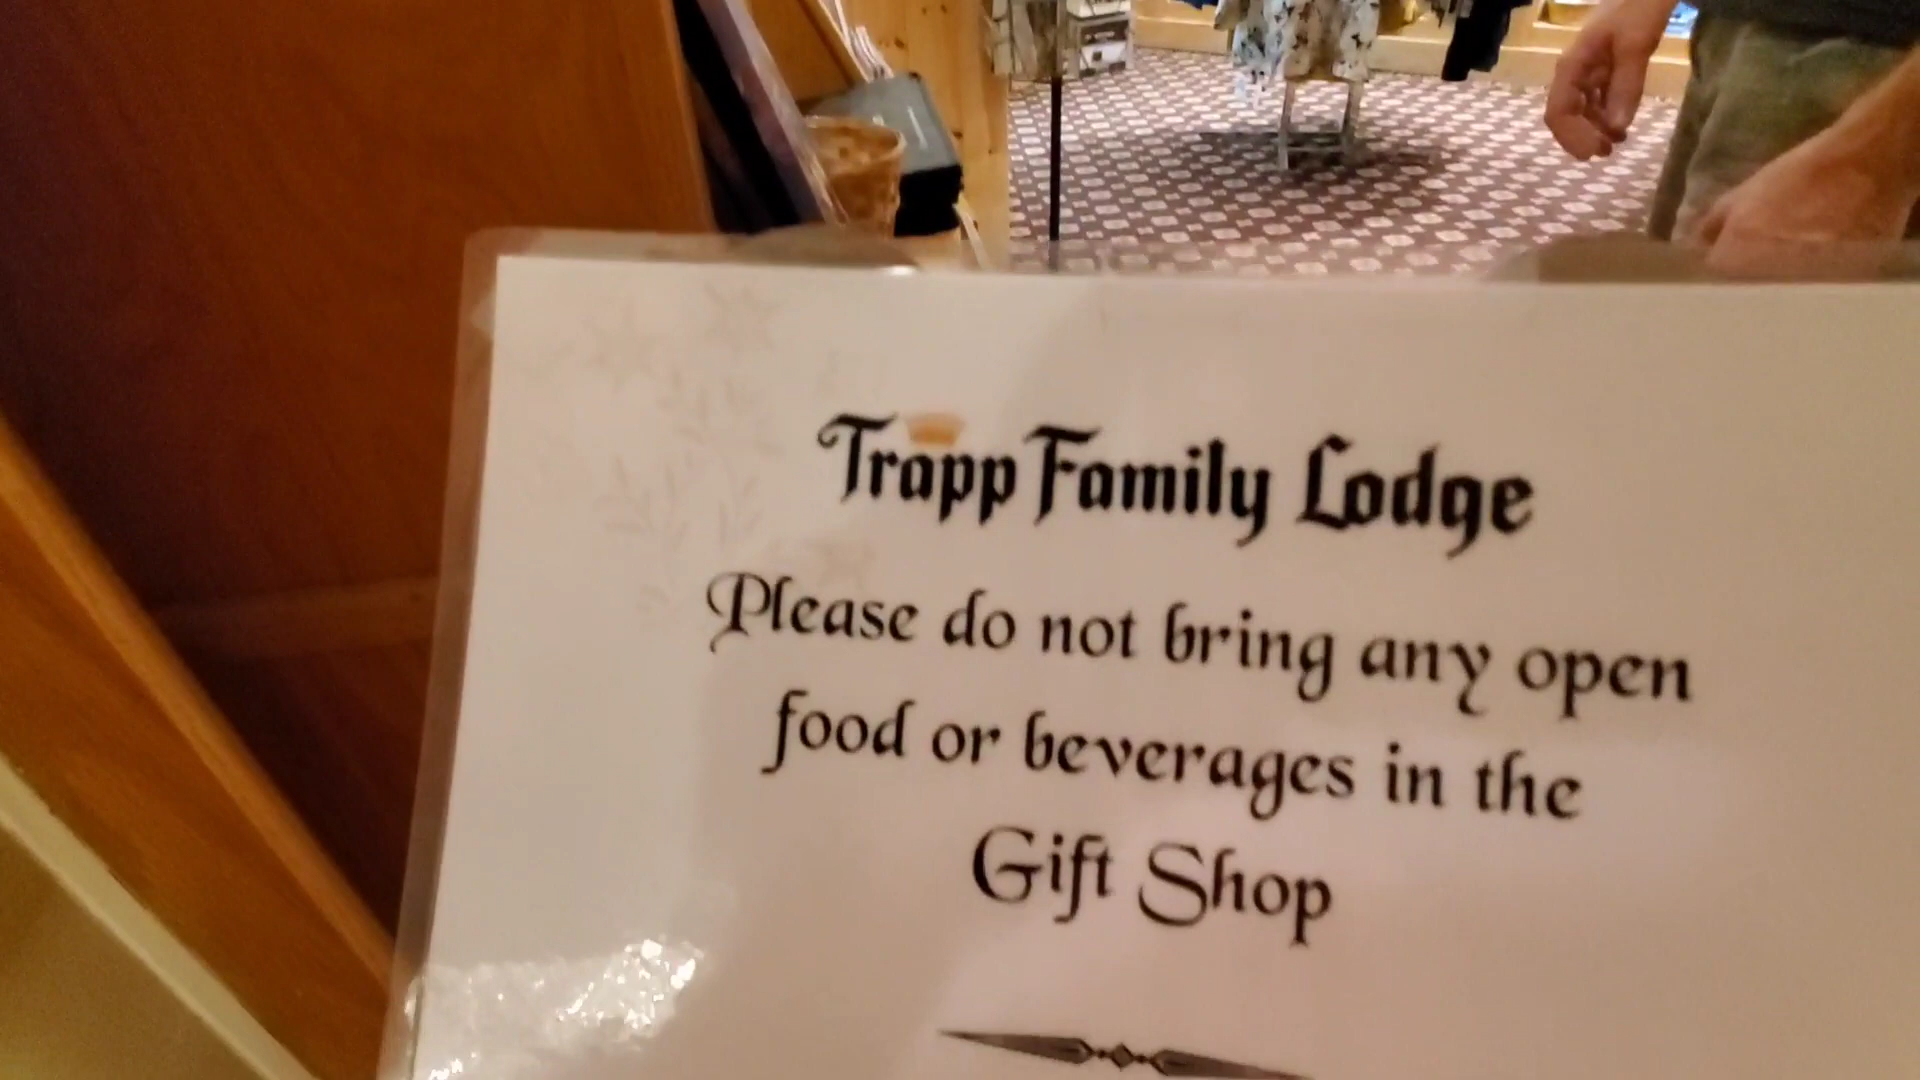 Trapp Family Lodge
Please do not bring any open
food or beverages in the
Gift Shop